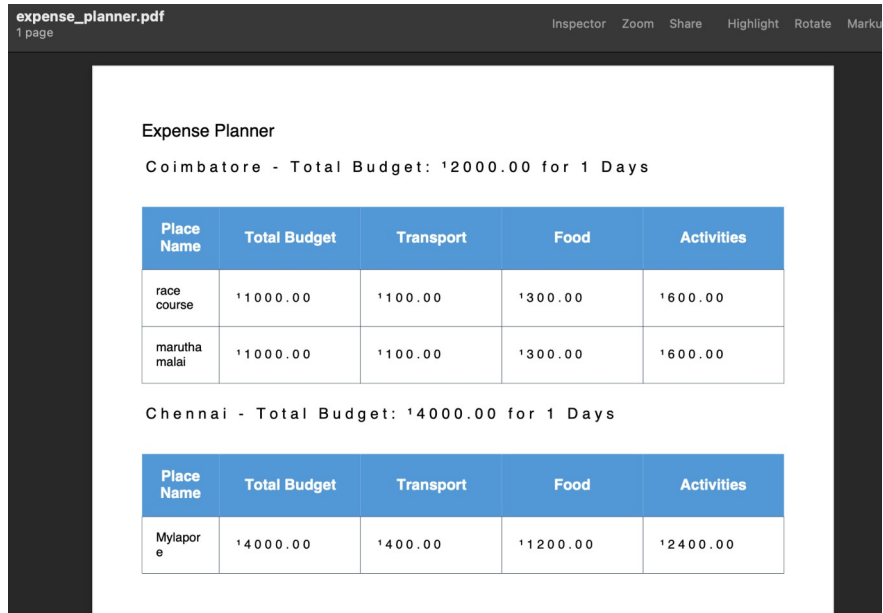 expense_planner.pdf
1 page
Inspector Zoom Share Highlight Rotate Marku
Expense Planner
Coimbatore - Total Budget: ¹2000.00 for 1 Days
Place Name Total Budget Transport Food Activities
race course ¹1000.00 ¹100.00 ¹300.00 ¹600.00
marutha malai ¹1000.00 ¹100.00 ¹300.00 ¹600.00
Chennai - Total Budget: ¹4000.00 for 1 Days
Place Name Total Budget Transport Food Activities
Mylapor e ¹4000.00 ¹400.00 ¹1200.00 ¹2400.00